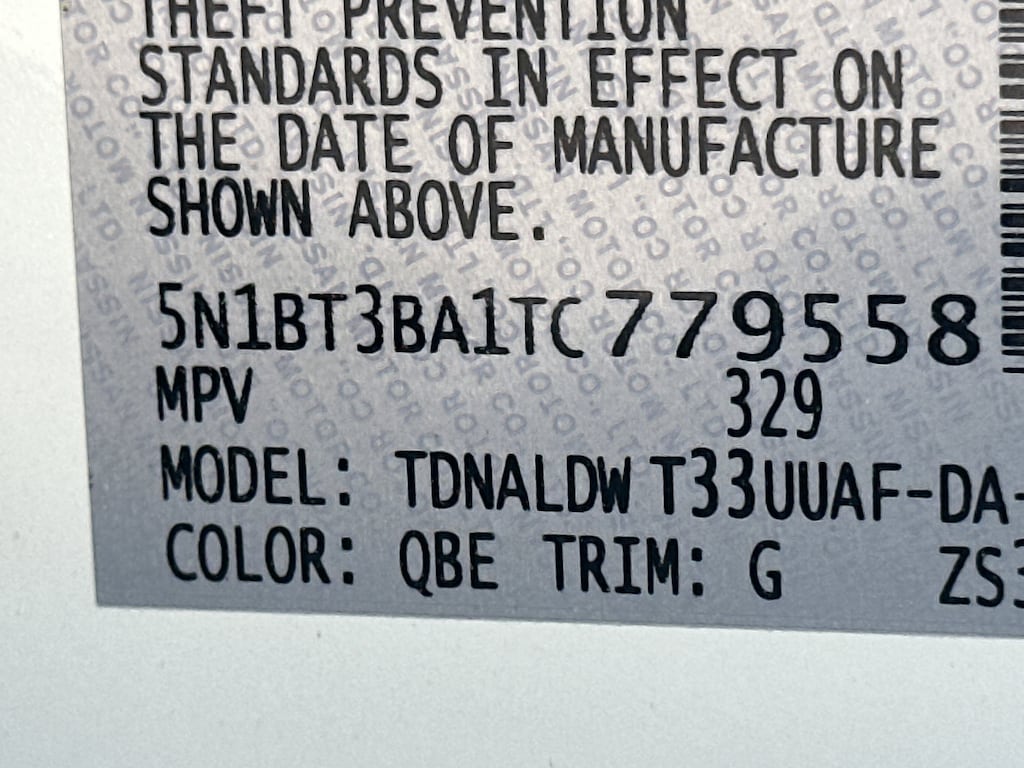 THEFT PREVENTION
STANDARDS IN EFFECT ON
THE DATE OF MANUFACTURE
SHOWN ABOVE.
5N1BT3BA1TC779558
MPV 329
MODEL: TDNALDW T33UUAF-DA-
COLOR: QBE TRIM: G ZS3